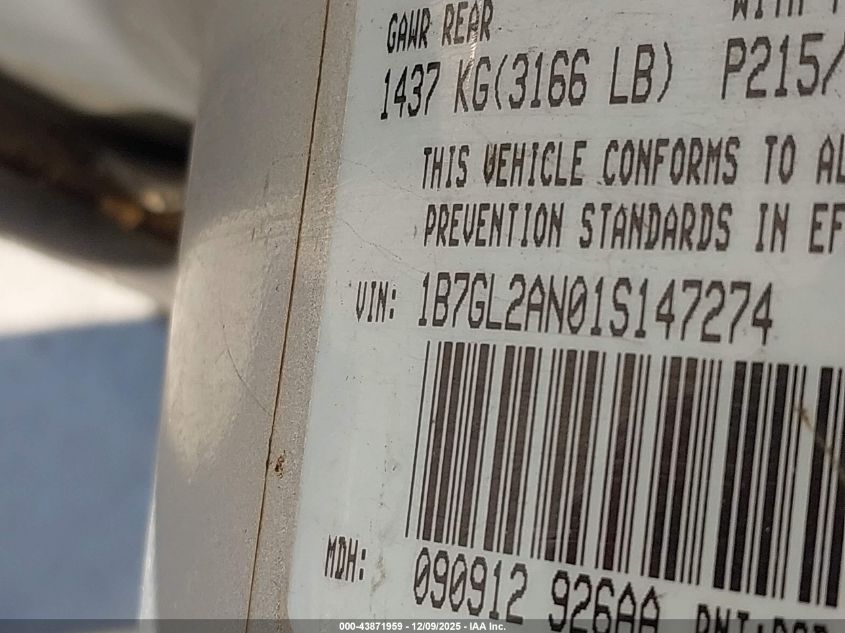 GAWR REAR WITH
1437 KG(3166 LB) P215/
THIS VEHICLE CONFORMS TO AL
PREVENTION STANDARDS IN EF
VIN: 1B7GL2AN01S147274
MDH: 090912 926AA
000-43871959 - 12/09/2025 - IAA Inc.